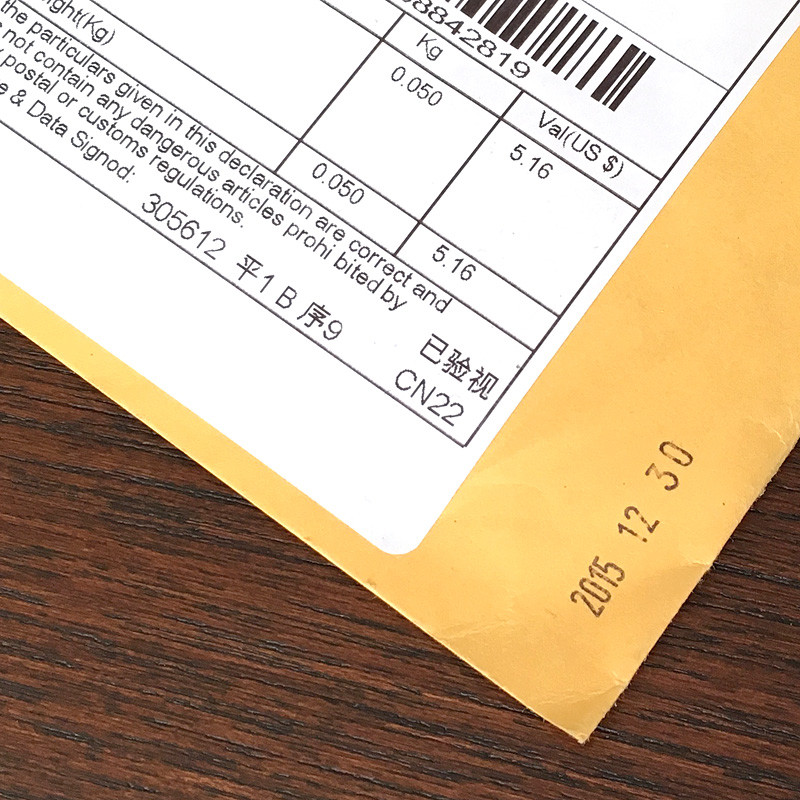 88842819
Kg
Val(US $)
0.050
5.16
ght(Kg)
0.050
5.16
the particulars given in this declaration are correct and
not contain any dangerous articles prohi bited by
postal or customs regulations.
e & Data Signod:
305612 平1 B 序9
已验视
CN22
2015 12 30